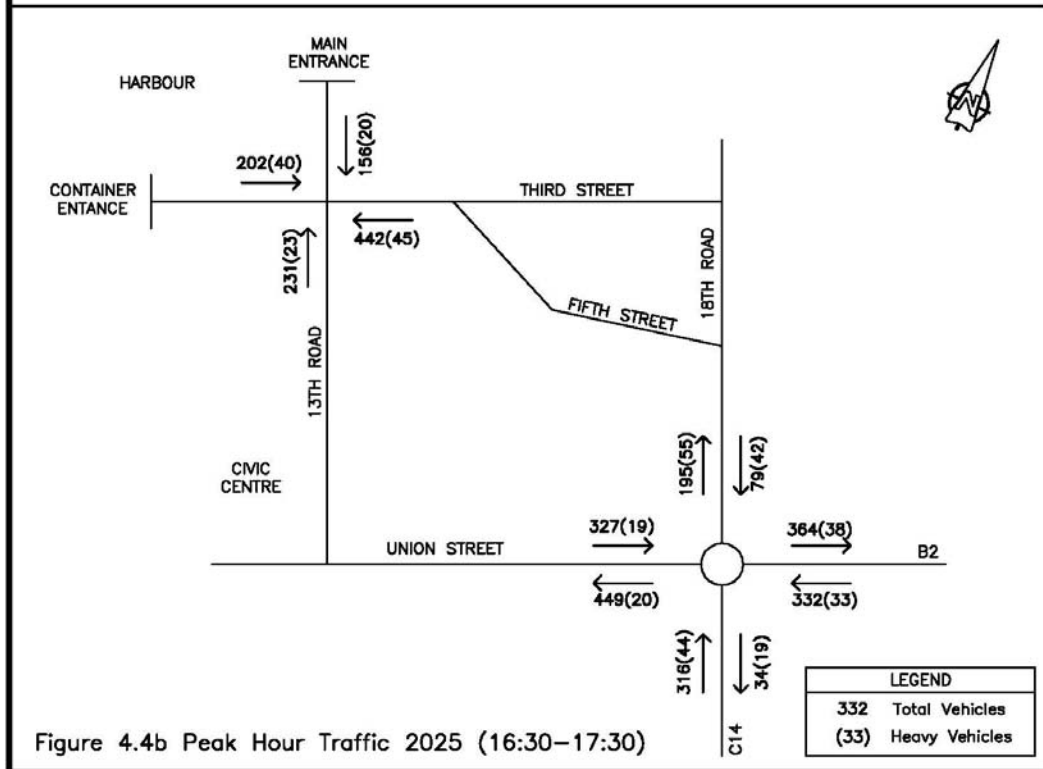 MAIN
ENTRANCE
HARBOUR
N
156(20)
202(40)
CONTAINER
ENTANCE
THIRD STREET
442(45)
231(23)
18TH ROAD
FIFTH STREET
13TH ROAD
CIVIC
CENTRE
195(55)
79(42)
327(19)
364(38)
UNION STREET
B2
449(20)
332(33)
316(44)
34(19)
C14
LEGEND
332 Total Vehicles
(33) Heavy Vehicles
Figure 4.4b Peak Hour Traffic 2025 (16:30-17:30)